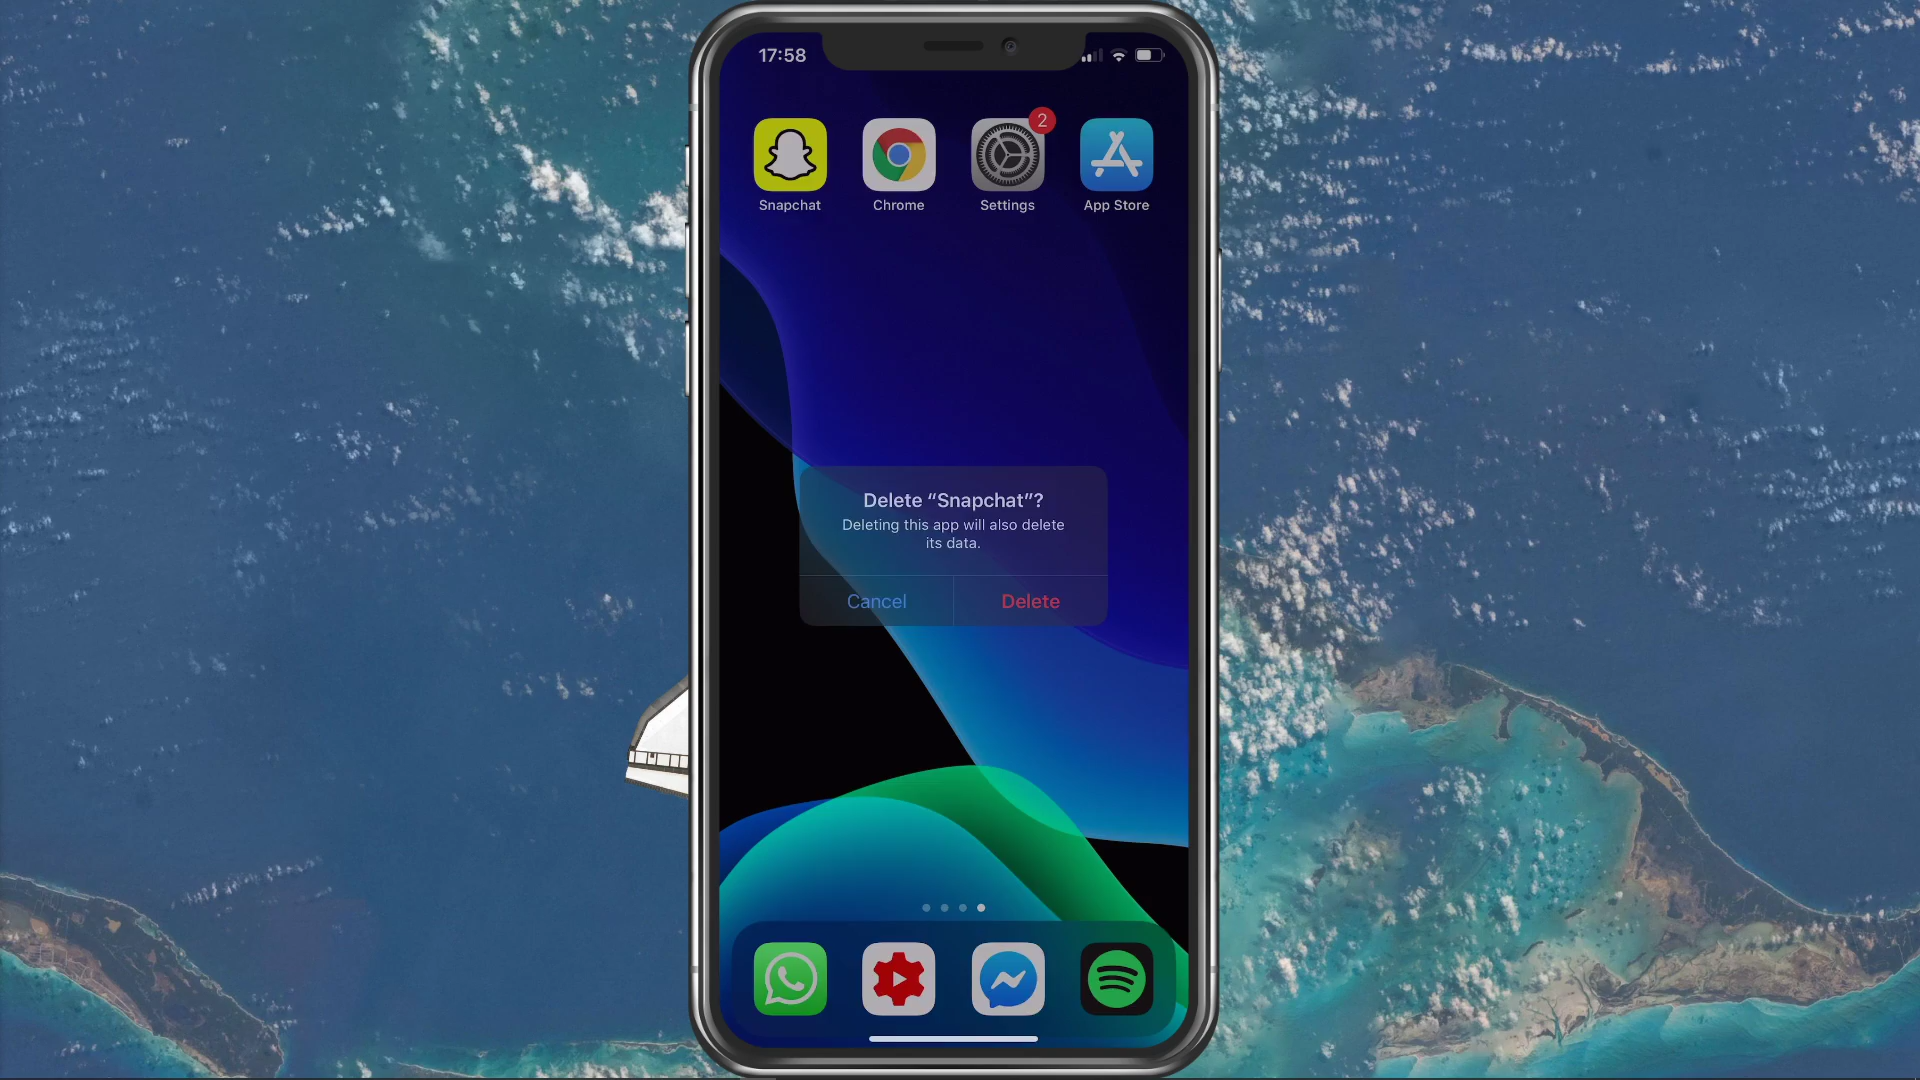 17:58
2
Snapchat
Chrome
Settings
App Store
Delete “Snapchat”?
Deleting this app will also delete
its data.
Cancel
Delete